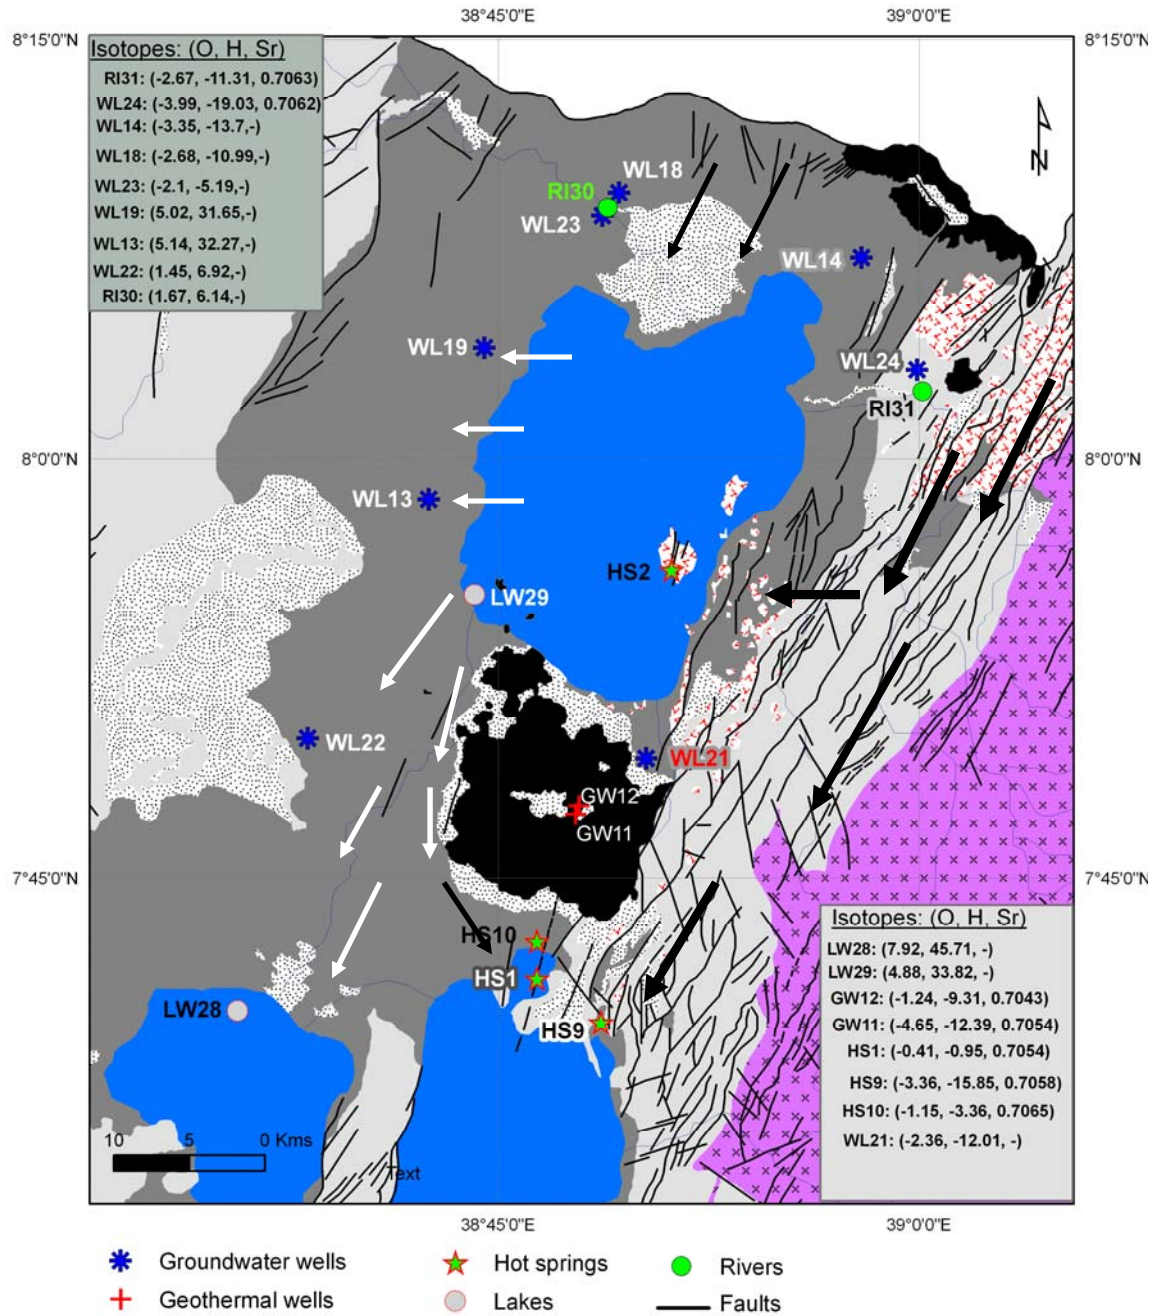 38°45'0"E
39°0'0"E
8°15'0"N
8°15'0"N
Isotopes: (O, H, Sr)
RI31: (-2.67, -11.31, 0.7063)
WL24: (-3.99, -19.03, 0.7062)
WL14: (-3.35, -13.7,-)
WL18: (-2.68, -10.99,-)
WL23: (-2.1, -5.19,-)
WL19: (5.02, 31.65,-)
WL13: (5.14, 32.27,-)
WL22: (1.45, 6.92,-)
RI30: (1.67, 6.14,-)
N
WL18
RI30
WL23
WL14
WL19
WL24
RI31
8°0'0"N
8°0'0"N
WL13
HS2
LW29
WL22
WL21
GW12
GW11
7°45'0"N
7°45'0"N
Isotopes: (O, H, Sr)
LW28: (7.92, 45.71, -)
LW29: (4.88, 33.82, -)
GW12: (-1.24, -9.31, 0.7043)
GW11: (-4.65, -12.39, 0.7054)
HS1: (-0.41, -0.95, 0.7054)
HS9: (-3.36, -15.85, 0.7058)
HS10: (-1.15, -3.36, 0.7065)
WL21: (-2.36, -12.01, -)
HS10
HS1
LW28
HS9
10 5 0 Kms
Text
38°45'0"E
39°0'0"E
Groundwater wells
Hot springs
Rivers
Geothermal wells
Lakes
Faults